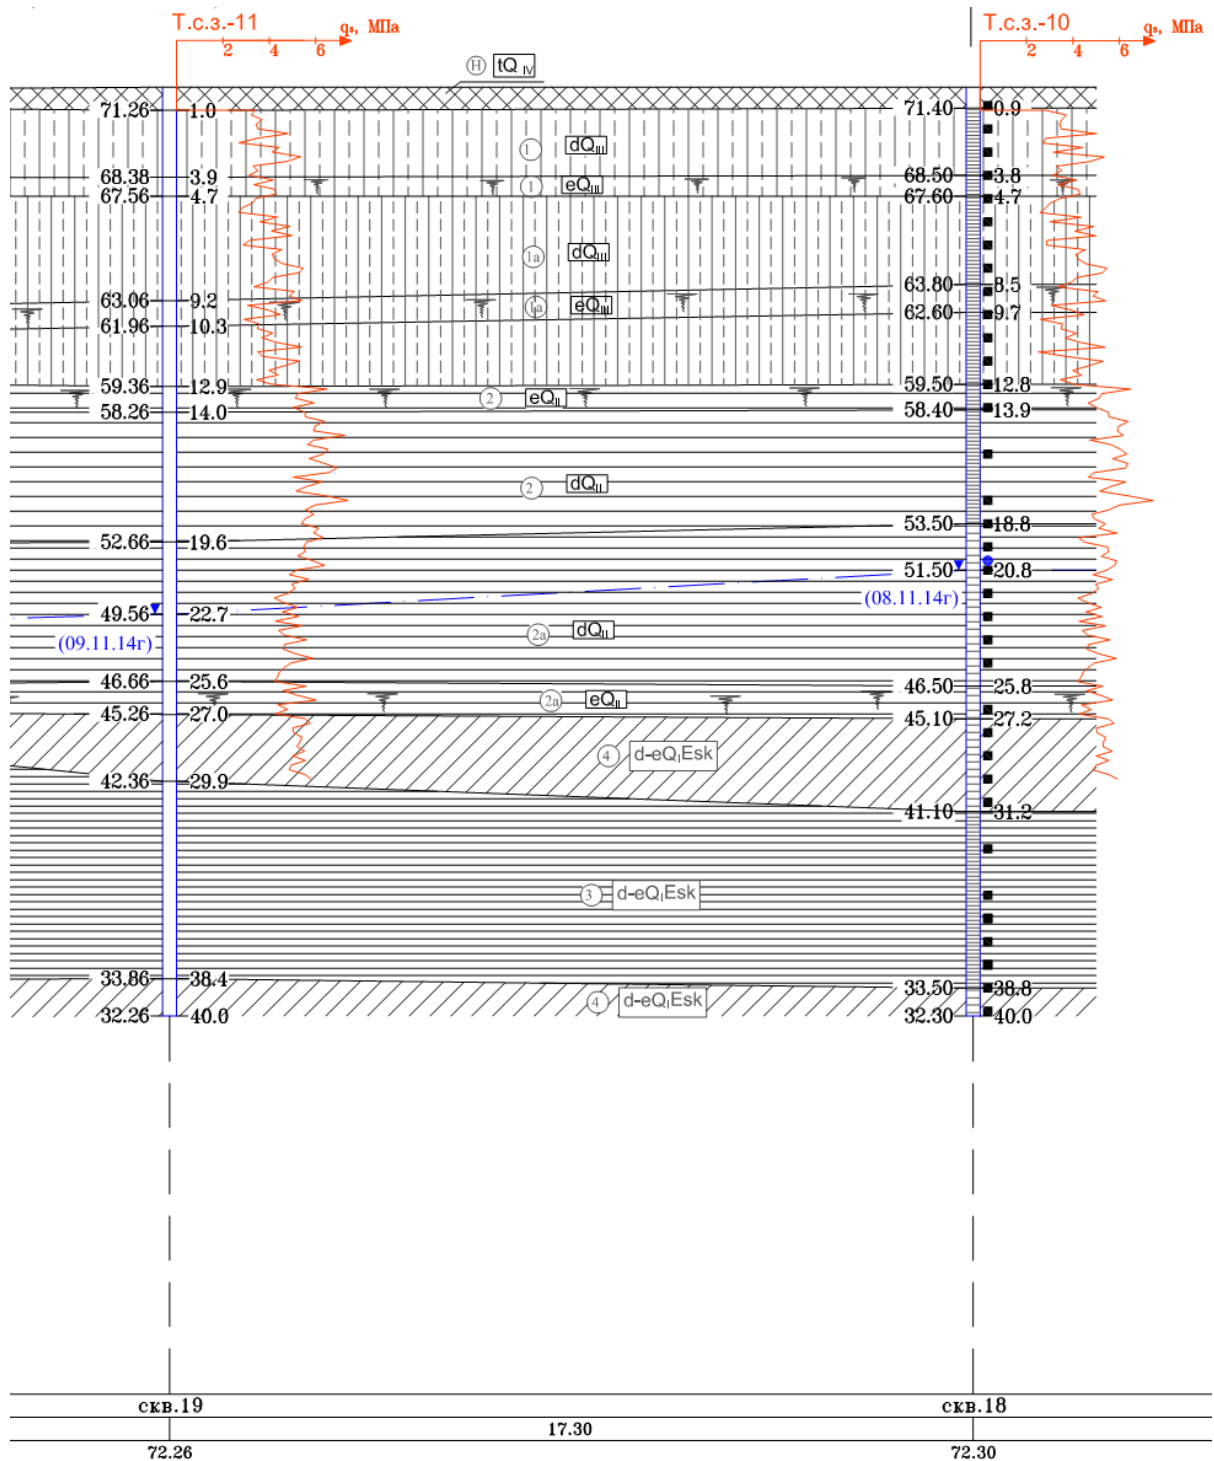 Т.с.з.-11
qз, МПа
2 4 6
Т.с.з.-10
qз, МПа
2 4 6
H tQ IV
71.26 1.0
71.40 0.9
1 dQIII
68.38 3.9
68.50 3.8
1 eQIII
67.56 4.7
67.60 4.7
1a dQIII
63.06 9.2
63.80 8.5
1a eQIII
61.96 10.3
62.60 9.7
59.36 12.9
59.50 12.8
2 eQII
58.26 14.0
58.40 13.9
2 dQII
53.50 18.8
52.66 19.6
51.50 20.8
(08.11.14г)
49.56 22.7
(09.11.14г)
2a dQII
46.66 25.6
46.50 25.8
2a eQII
45.26 27.0
45.10 27.2
4 d-eQIEsk
42.36 29.9
41.10 31.2
3 d-eQIEsk
33.86 38.4
33.50 38.8
4 d-eQIEsk
32.26 40.0
32.30 40.0
скв.19
скв.18
17.30
72.26
72.30